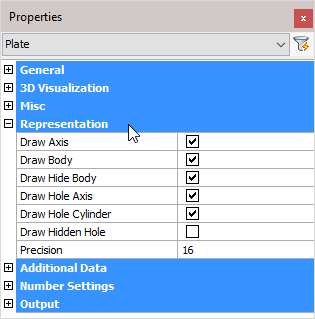 Properties
Plate
General
3D Visualization
Misc
Representation
Draw Axis
Draw Body
Draw Hide Body
Draw Hole Axis
Draw Hole Cylinder
Draw Hidden Hole
Precision 16
Additional Data
Number Settings
Output